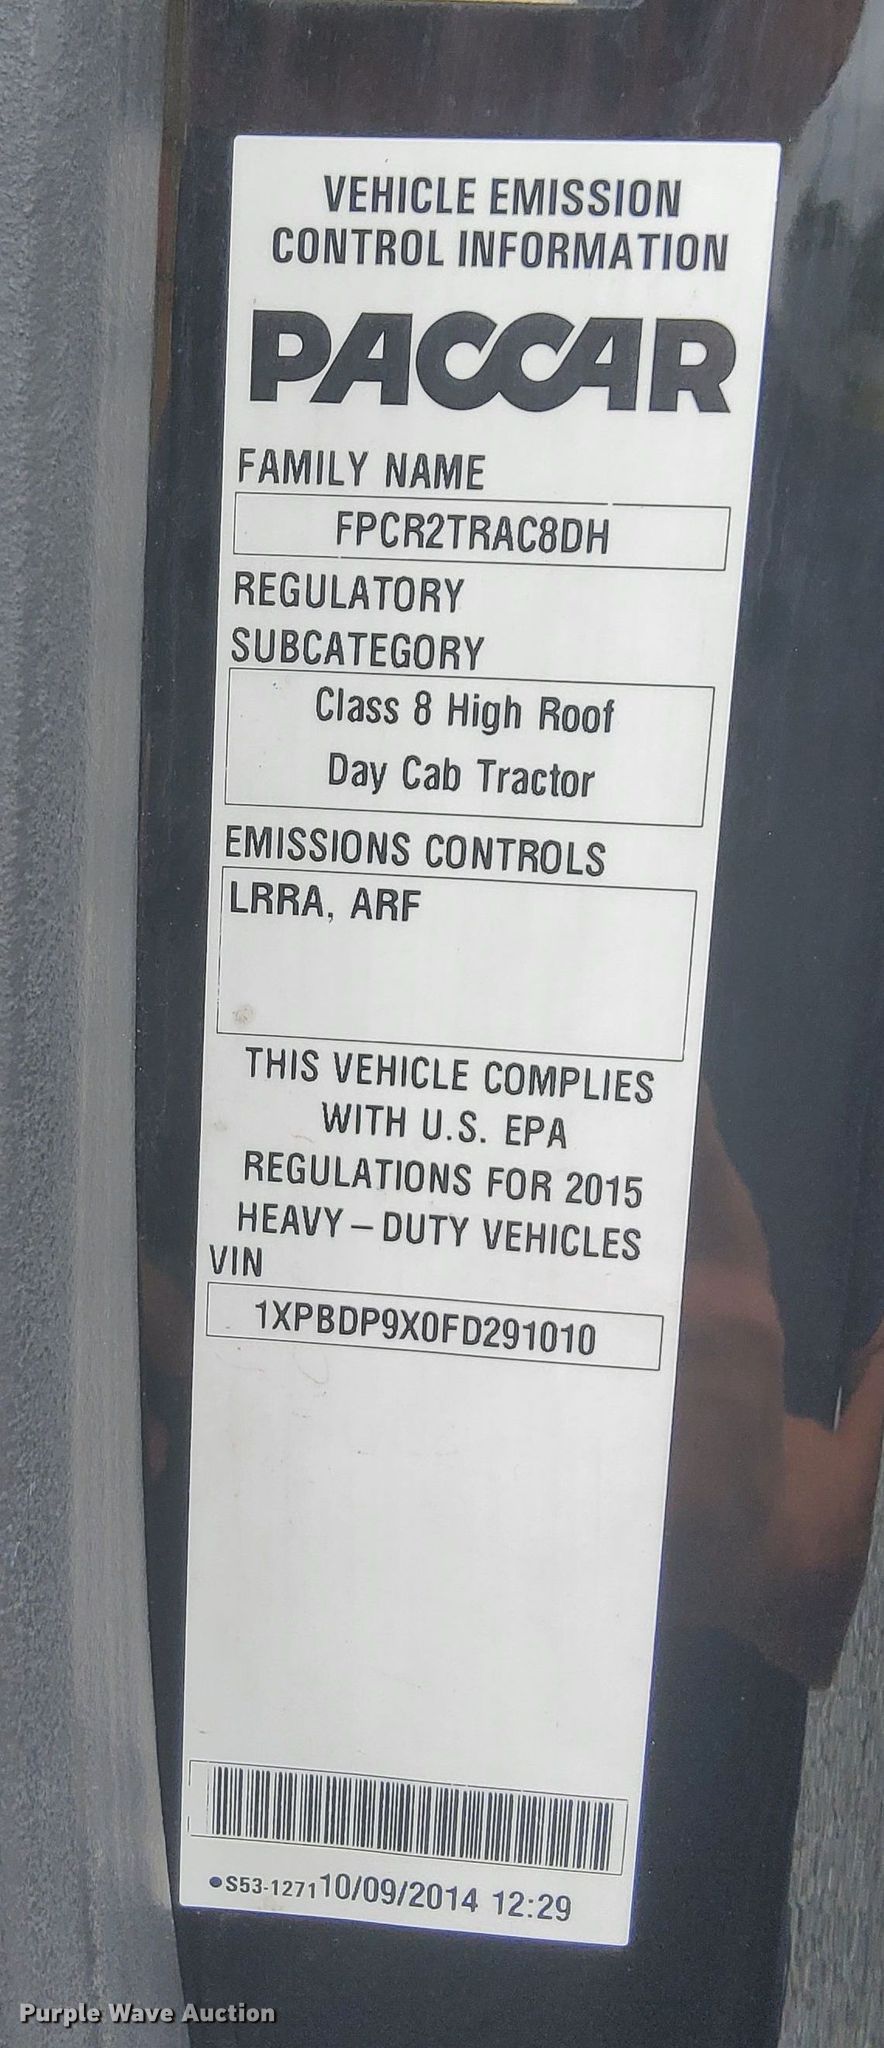 VEHICLE EMISSION
CONTROL INFORMATION
PACCAR
FAMILY NAME
FPCR2TRAC8DH
REGULATORY
SUBCATEGORY
Class 8 High Roof
Day Cab Tractor
EMISSIONS CONTROLS
LRRA, ARF
THIS VEHICLE COMPLIES
WITH U.S. EPA
REGULATIONS FOR 2015
HEAVY-DUTY VEHICLES
VIN
1XPBDP9X0FD291010
•S53-1271 10/09/2014 12:29
Purple Wave Auction